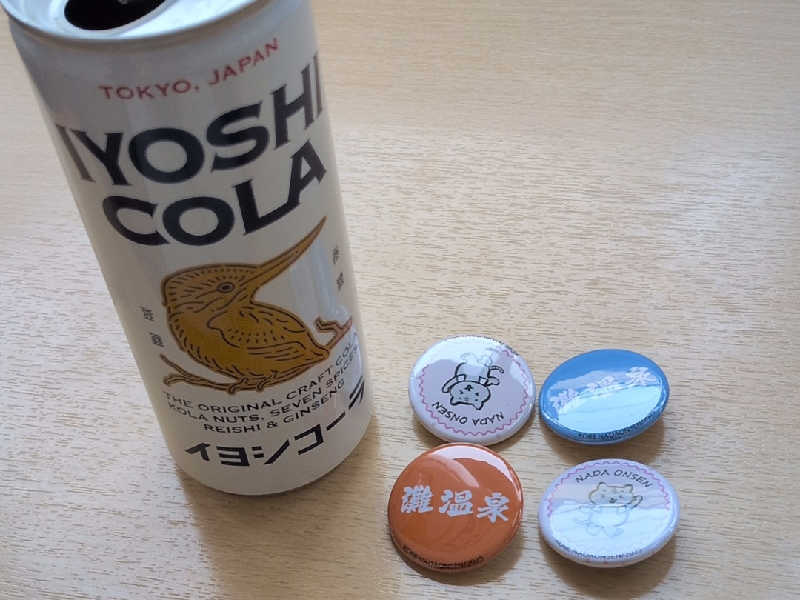 TOKYO, JAPAN
IYOSHI
COLA
THE ORIGINAL CRAFT COLA
KOLA NUTS, SEVEN SPICES
REISHI & GINSENG
イヨシコーラ
NADA ONSEN
灘温泉
灘温泉
NADA ONSEN